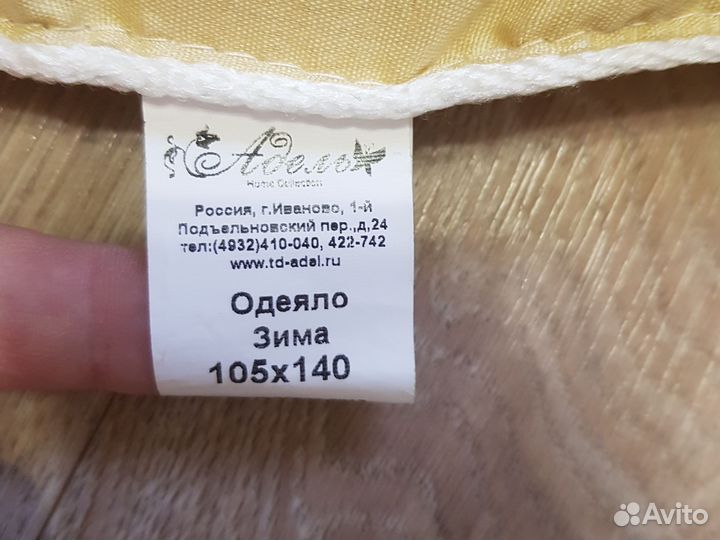 Адель
Home Collection
Россия, г.Иваново, 1-й
Подъельновский пер.,д,24
тел:(4932)410-040, 422-742
www.td-adel.ru
Одеяло
Зима
105x140
Avito